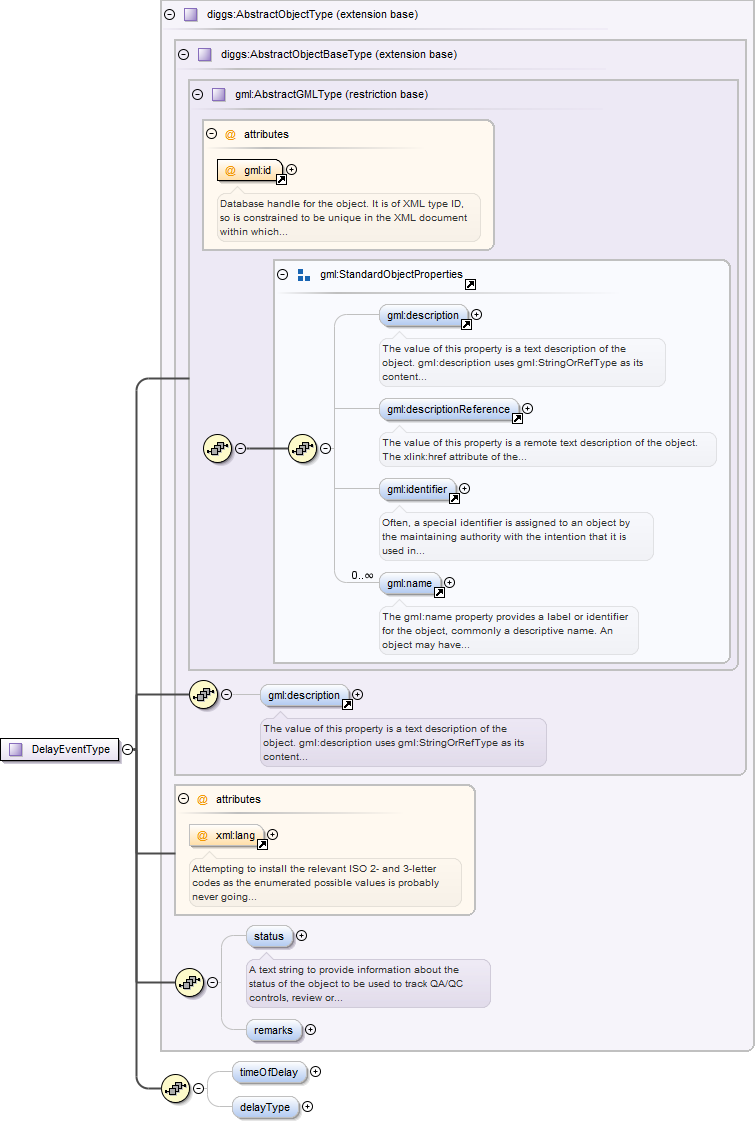 diggs:AbstractObjectType (extension base)
diggs:AbstractObjectBaseType (extension base)
gml:AbstractGMLType (restriction base)
@ attributes
@ gml:id
Database handle for the object. It is of XML type ID,
so is constrained to be unique in the XML document
within which...
gml:StandardObjectProperties
gml:description
The value of this property is a text description of the
object. gml:description uses gml:StringOrRefType as its
content...
gml:descriptionReference
The value of this property is a remote text description of the object.
The xlink:href attribute of the...
gml:identifier
Often, a special identifier is assigned to an object by
the maintaining authority with the intention that it is
used in...
0..∞
gml:name
The gml:name property provides a label or identifier
for the object, commonly a descriptive name. An
object may have...
gml:description
The value of this property is a text description of the
object. gml:description uses gml:StringOrRefType as its
content...
DelayEventType
@ attributes
@ xml:lang
Attempting to install the relevant ISO 2- and 3-letter
codes as the enumerated possible values is probably
never going...
status
A text string to provide information about the
status of the object to be used to track QA/QC
controls, review or...
remarks
timeOfDelay
delayType